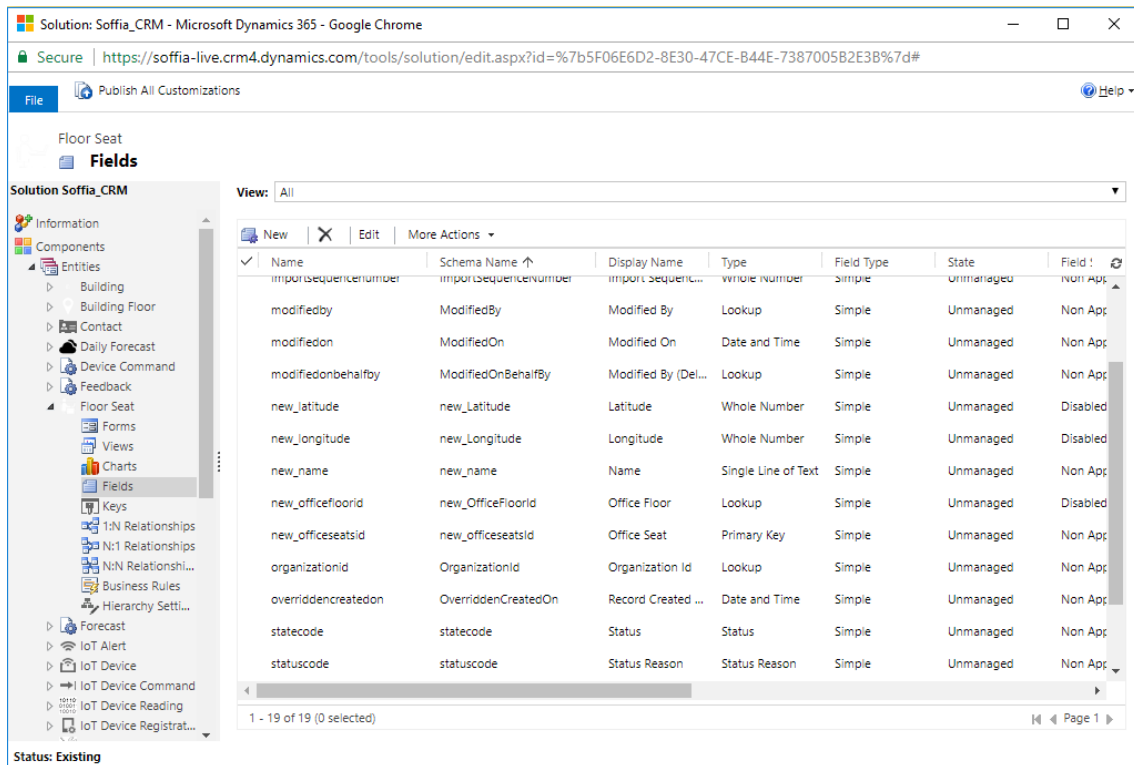 Solution: Soffia_CRM - Microsoft Dynamics 365 - Google Chrome
Secure | https://soffia-live.crm4.dynamics.com/tools/solution/edit.aspx?id=%7b5F06E6D2-8E30-47CE-B44E-7387005B2E3B%7d#
File Publish All Customizations Help
Floor Seat
Fields
Solution Soffia_CRM
Information
Components
Entities
Building
Building Floor
Contact
Daily Forecast
Device Command
Feedback
Floor Seat
Forms
Views
Charts
Fields
Keys
1:N Relationships
N:1 Relationships
N:N Relationshi...
Business Rules
Hierarchy Setti...
Forecast
IoT Alert
IoT Device
IoT Device Command
IoT Device Reading
IoT Device Registrat...
View: All
New Edit More Actions
Name Schema Name Display Name Type Field Type State Field
importsequencenumber ImportSequenceNumber Import Sequenc... Whole Number Simple Unmanaged Non App
modifiedby ModifiedBy Modified By Lookup Simple Unmanaged Non App
modifiedon ModifiedOn Modified On Date and Time Simple Unmanaged Non App
modifiedonbehalfby ModifiedOnBehalfBy Modified By (Del... Lookup Simple Unmanaged Non App
new_latitude new_Latitude Latitude Whole Number Simple Unmanaged Disabled
new_longitude new_Longitude Longitude Whole Number Simple Unmanaged Disabled
new_name new_name Name Single Line of Text Simple Unmanaged Non App
new_officefloorid new_OfficeFloorId Office Floor Lookup Simple Unmanaged Disabled
new_officeseatsid new_officeseatsId Office Seat Primary Key Simple Unmanaged Non App
organizationid OrganizationId Organization Id Lookup Simple Unmanaged Non App
overriddencreatedon OverriddenCreatedOn Record Created ... Date and Time Simple Unmanaged Non App
statecode statecode Status Status Simple Unmanaged Non App
statuscode statuscode Status Reason Status Reason Simple Unmanaged Non App
1 - 19 of 19 (0 selected) Page 1
Status: Existing